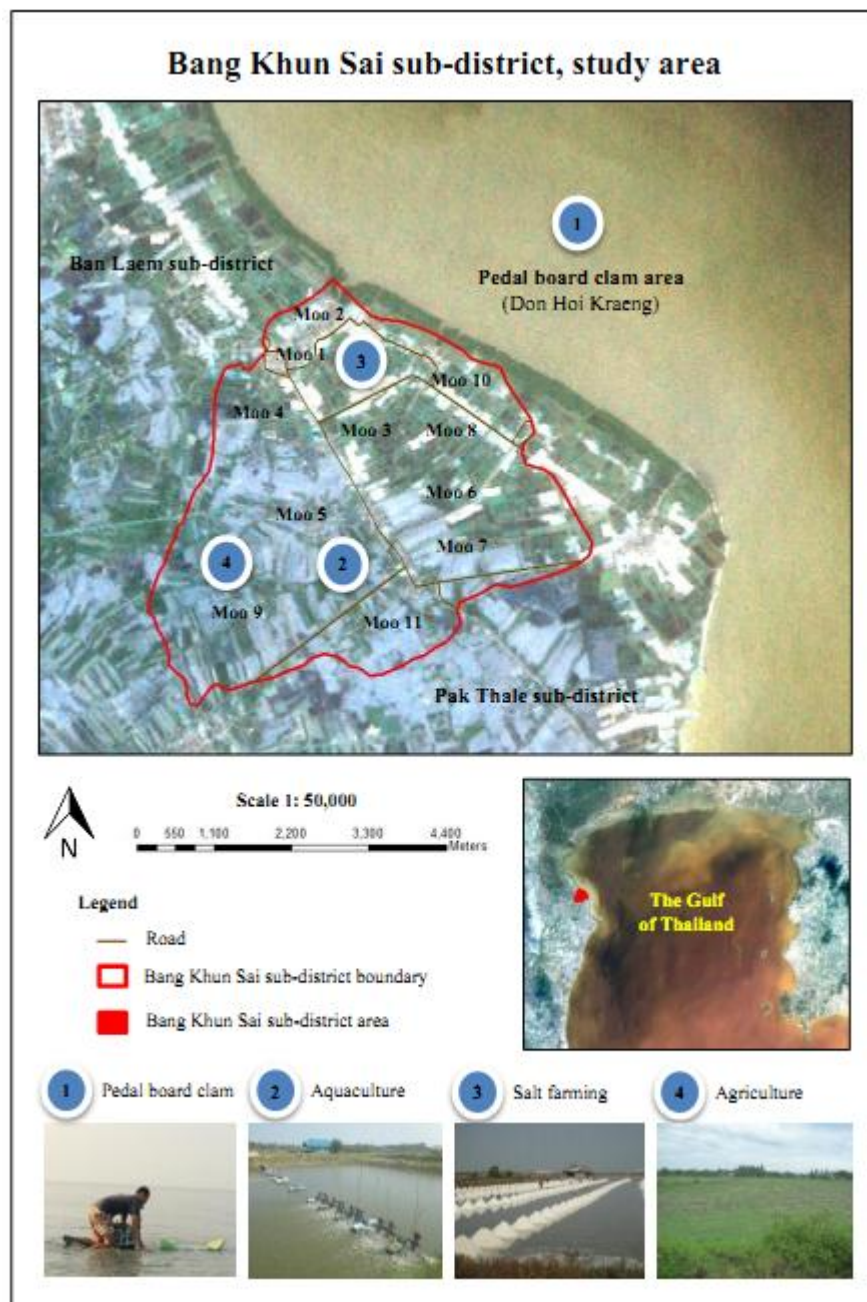 Bang Khun Sai sub-district, study area
1
Ban Laem sub-district
Pedal board clam area
(Don Hoi Kraeng)
Moo 2
Moo 1
3
Moo 10
Moo 4
Moo 3
Moo 8
Moo 6
Moo 5
Moo 7
4
2
Moo 9
Moo 11
Pak Thale sub-district
N
Scale 1: 50,000
0 550 1,100 2,200 3,300 4,400
Meters
The Gulf
of Thailand
Legend
Road
Bang Khun Sai sub-district boundary
Bang Khun Sai sub-district area
1 Pedal board clam
2 Aquaculture
3 Salt farming
4 Agriculture